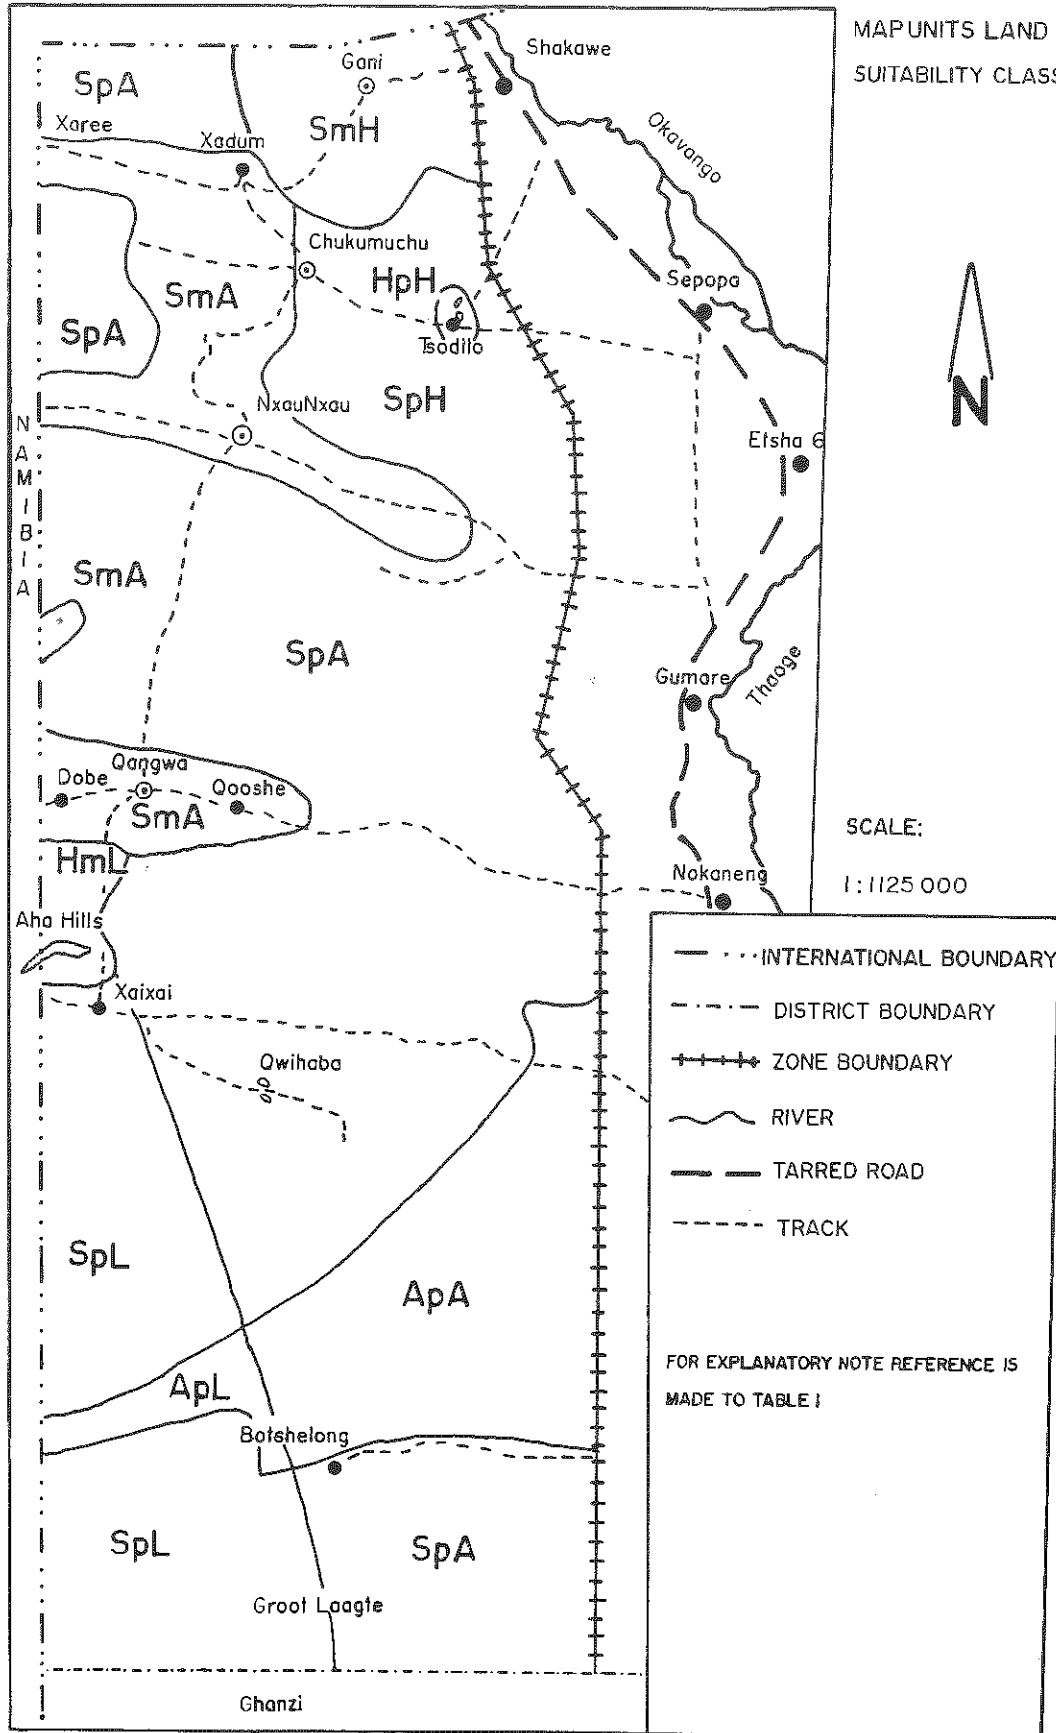 MAPUNITS LAND
SUITABILITY CLASS
Shakawe
Gani
SpA
Xaree
Xadum
SmH
Okavango
Chukumuchu
HpH
Sepopa
SmA
SpA
Tsodilo
SpH
NxauNxau
N
Etsha 6
NAMIBIA
SmA
SpA
Gumare
Thaoge
Qangwa
Dobe
Qooshe
SmA
SCALE:
HmL
Nokaneng
1:1125 000
Aha Hills
INTERNATIONAL BOUNDARY
Xaixai
DISTRICT BOUNDARY
Qwihaba
ZONE BOUNDARY
RIVER
TARRED ROAD
TRACK
SpL
ApA
FOR EXPLANATORY NOTE REFERENCE IS
MADE TO TABLE 1
ApL
Botshelong
SpL
SpA
Groot Laagte
Ghanzi